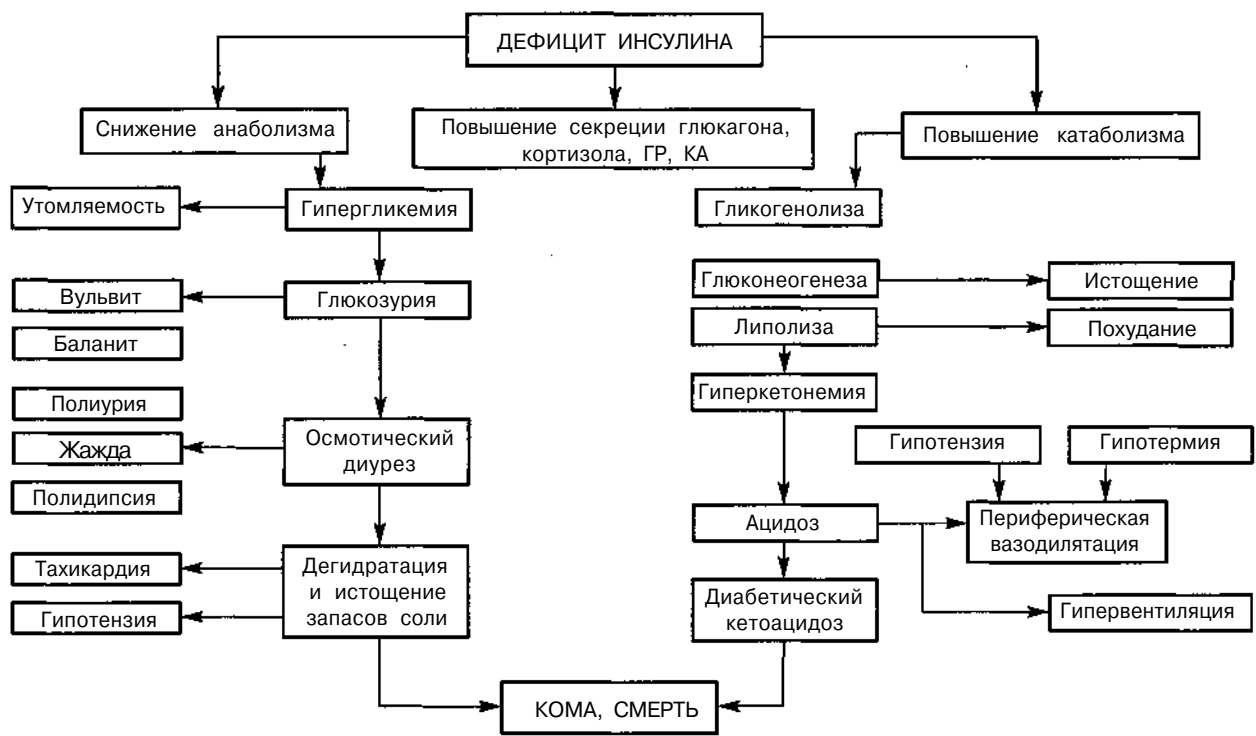 ДЕФИЦИТ ИНСУЛИНА
Снижение анаболизма
Повышение секреции глюкагона,
кортизола, ГР, КА
Повышение катаболизма
Утомляемость
Гипергликемия
Гликогенолиза
Вульвит
Глюкозурия
Глюконеогенеза
Истощение
Баланит
Липолиза
Похудание
Полиурия
Гиперкетонемия
Жажда
Осмотический
диурез
Гипотензия
Гипотермия
Полидипсия
Ацидоз
Периферическая
вазодилятация
Тахикардия
Гипотензия
Дегидратация
и истощение
запасов соли
Диабетический
кетоацидоз
Гипервентиляция
КОМА, СМЕРТЬ